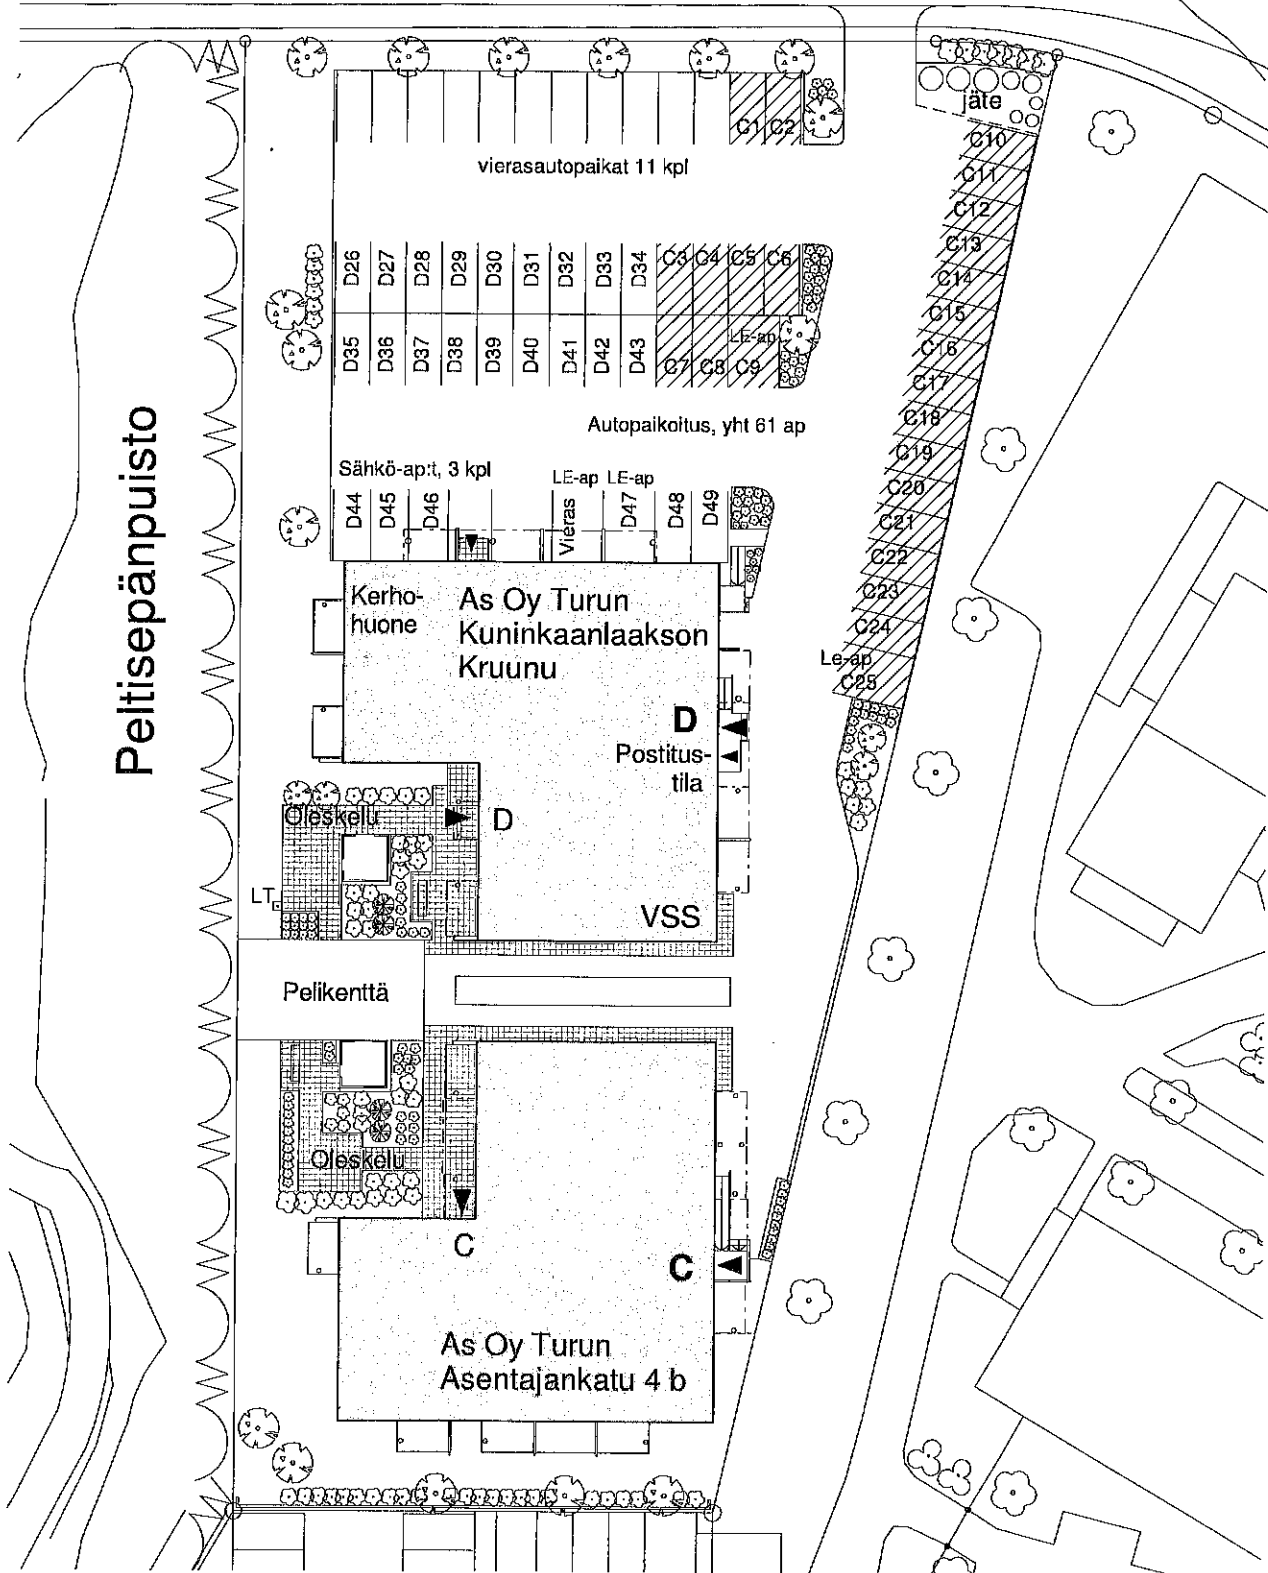 jäte
C1 C2
C10
vierasautopaikat 11 kpl
C11
C12
C13
D26 D27 D28 D29 D30 D31 D32 D33 D34 C3 C4 C5 C6
C14
C15
LE-ap
C16
D35 D36 D37 D38 D39 D40 D41 D42 D43 C7 C8 C9
C17
Autopaikoitus, yht 61 ap
C18
C19
Sähkö-ap:t, 3 kpl
LE-ap LE-ap
C20
D44 D45 D46 Vieras D47 D48 D49
C21
C22
C23
C24
Le-ap
C25
Peltisepänpuisto
Kerho-
huone
As Oy Turun
Kuninkaanlaakson
Kruunu
D
Postitus-
tila
Oleskelu
D
LT
VSS
Pelikenttä
Oleskelu
C
C
As Oy Turun
Asentajankatu 4 b